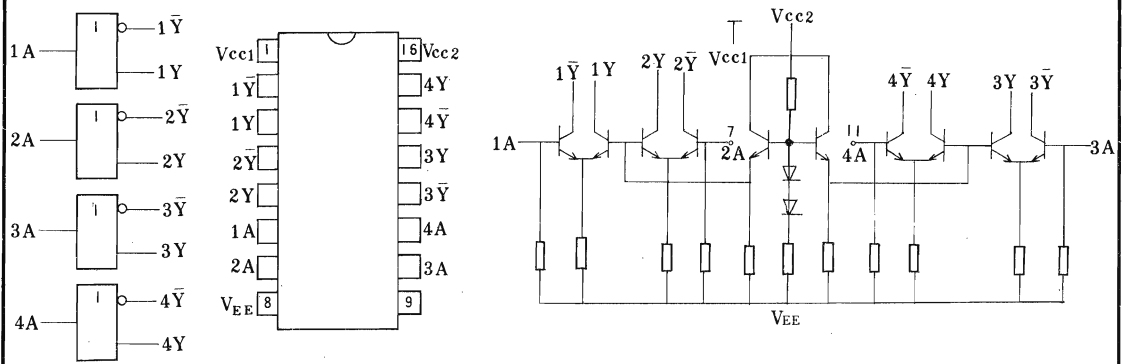 1A
1
1Ȳ
1Y
2A
1
2Ȳ
2Y
3A
1
3Ȳ
3Y
4A
1
4Ȳ
4Y
Vcc1 1
1Ȳ
1Y
2Ȳ
2Y
1A
2A
VEE 8
16 Vcc2
4Y
4Ȳ
3Y
3Ȳ
4A
3A
9
Vcc2
Vcc1
1Ȳ 1Y 2Y 2Ȳ
4Ȳ 4Y 3Y 3Ȳ
1A
7
2A
11
4A
3A
VEE